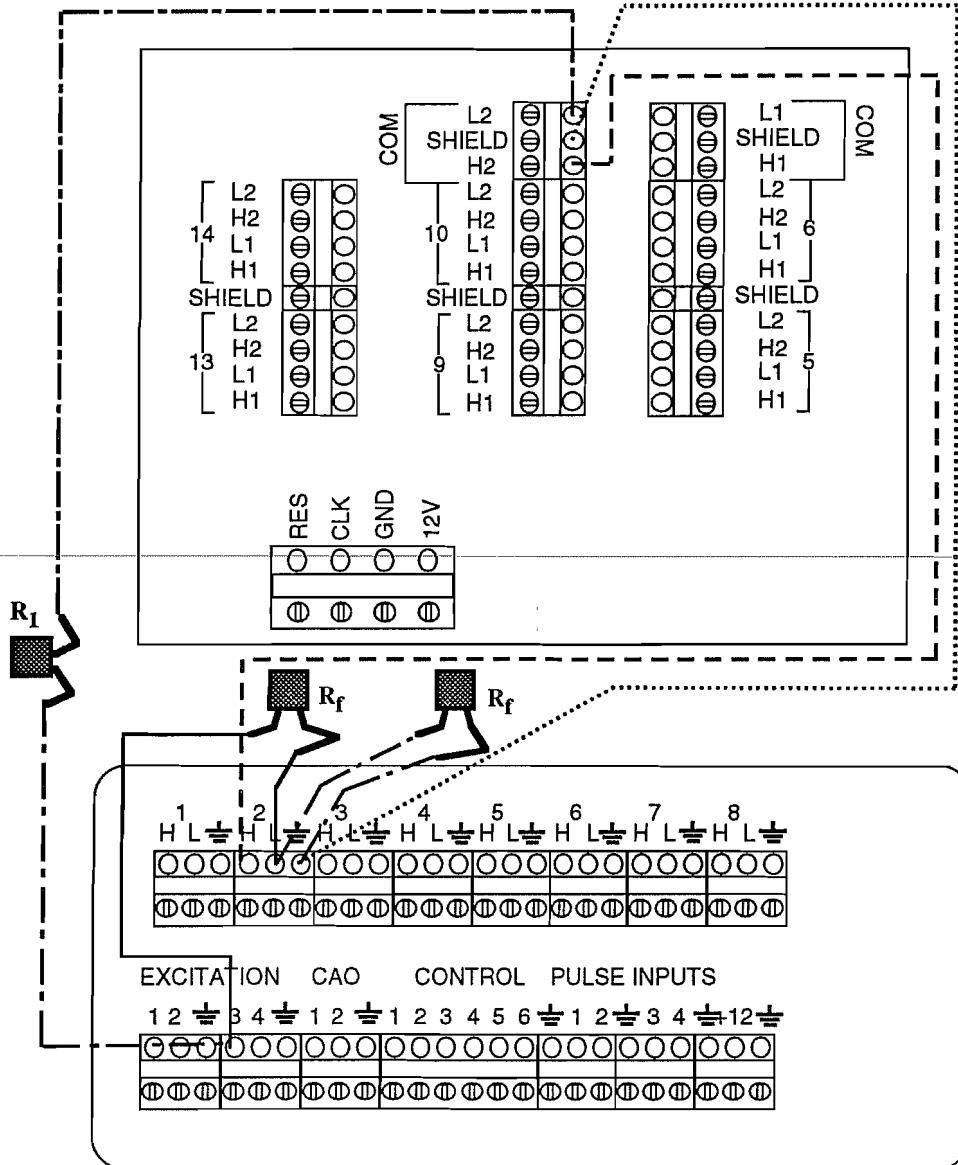 COM
L2
SHIELD
H2
L1
SHIELD
H1
COM
14
L2
H2
L1
H1
SHIELD
13
L2
H2
L1
H1
10
L2
H2
L1
H1
SHIELD
9
L2
H2
L1
H1
L2
H2
L1
H1
6
SHIELD
L2
H2
L1
H1
5
RES
CLK
GND
12V
R1
Rf
Rf
1 2 3 4 5 6 7 8
H L H L H L H L H L H L H L H L
EXCITATION CAO CONTROL PULSE INPUTS
1 2 3 4 1 2 1 2 3 4 5 6 1 2 3 4 +12